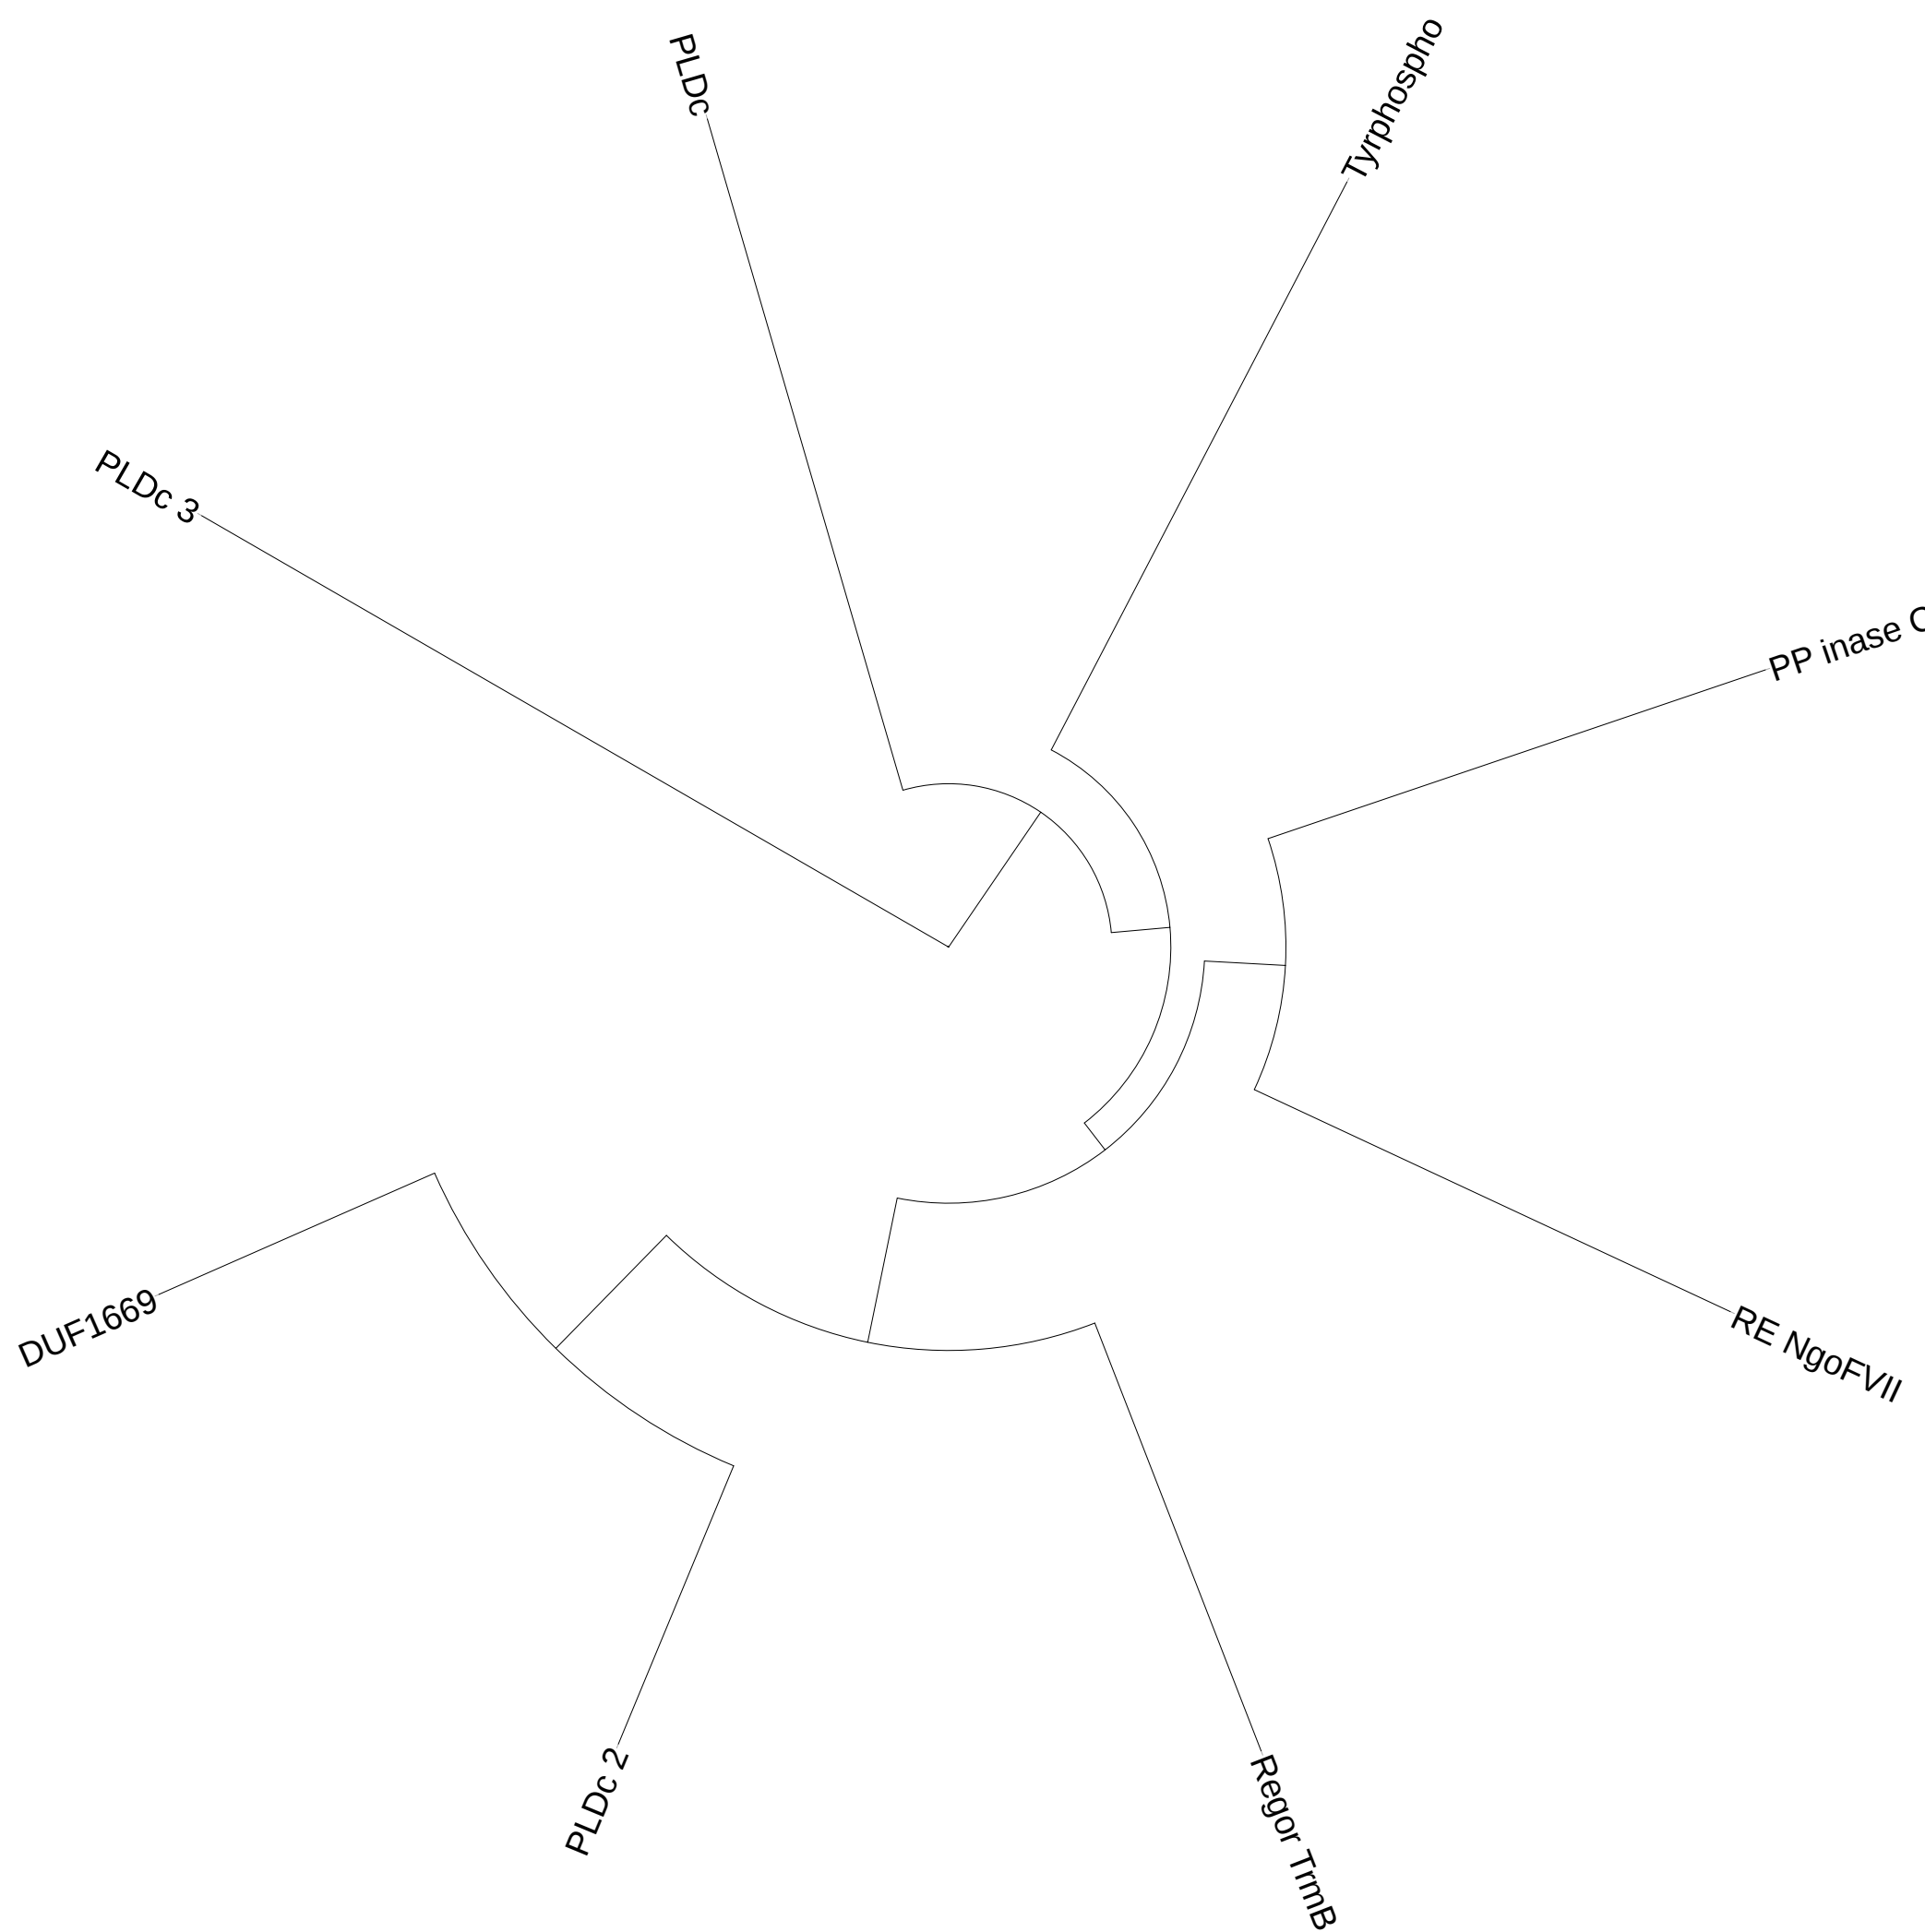 Tyrphospho
PLDc
PLDc 3
PP inase C
DUF1669
RE NgoFVII
PLDc 2
Regor TrmB